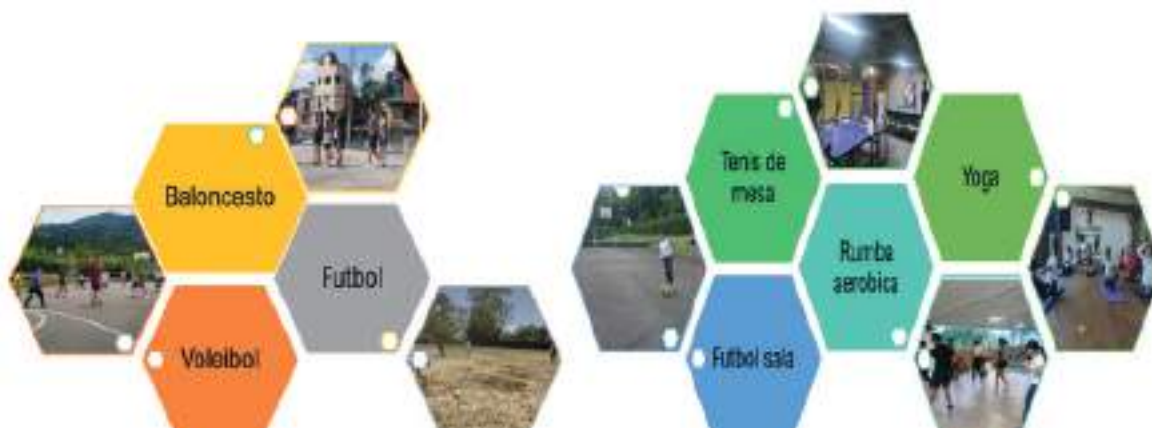 Baloncesto
Futbol
Voleibol
Tenis de
mesa
Yoga
Rumba
aerobica
Futbol sala